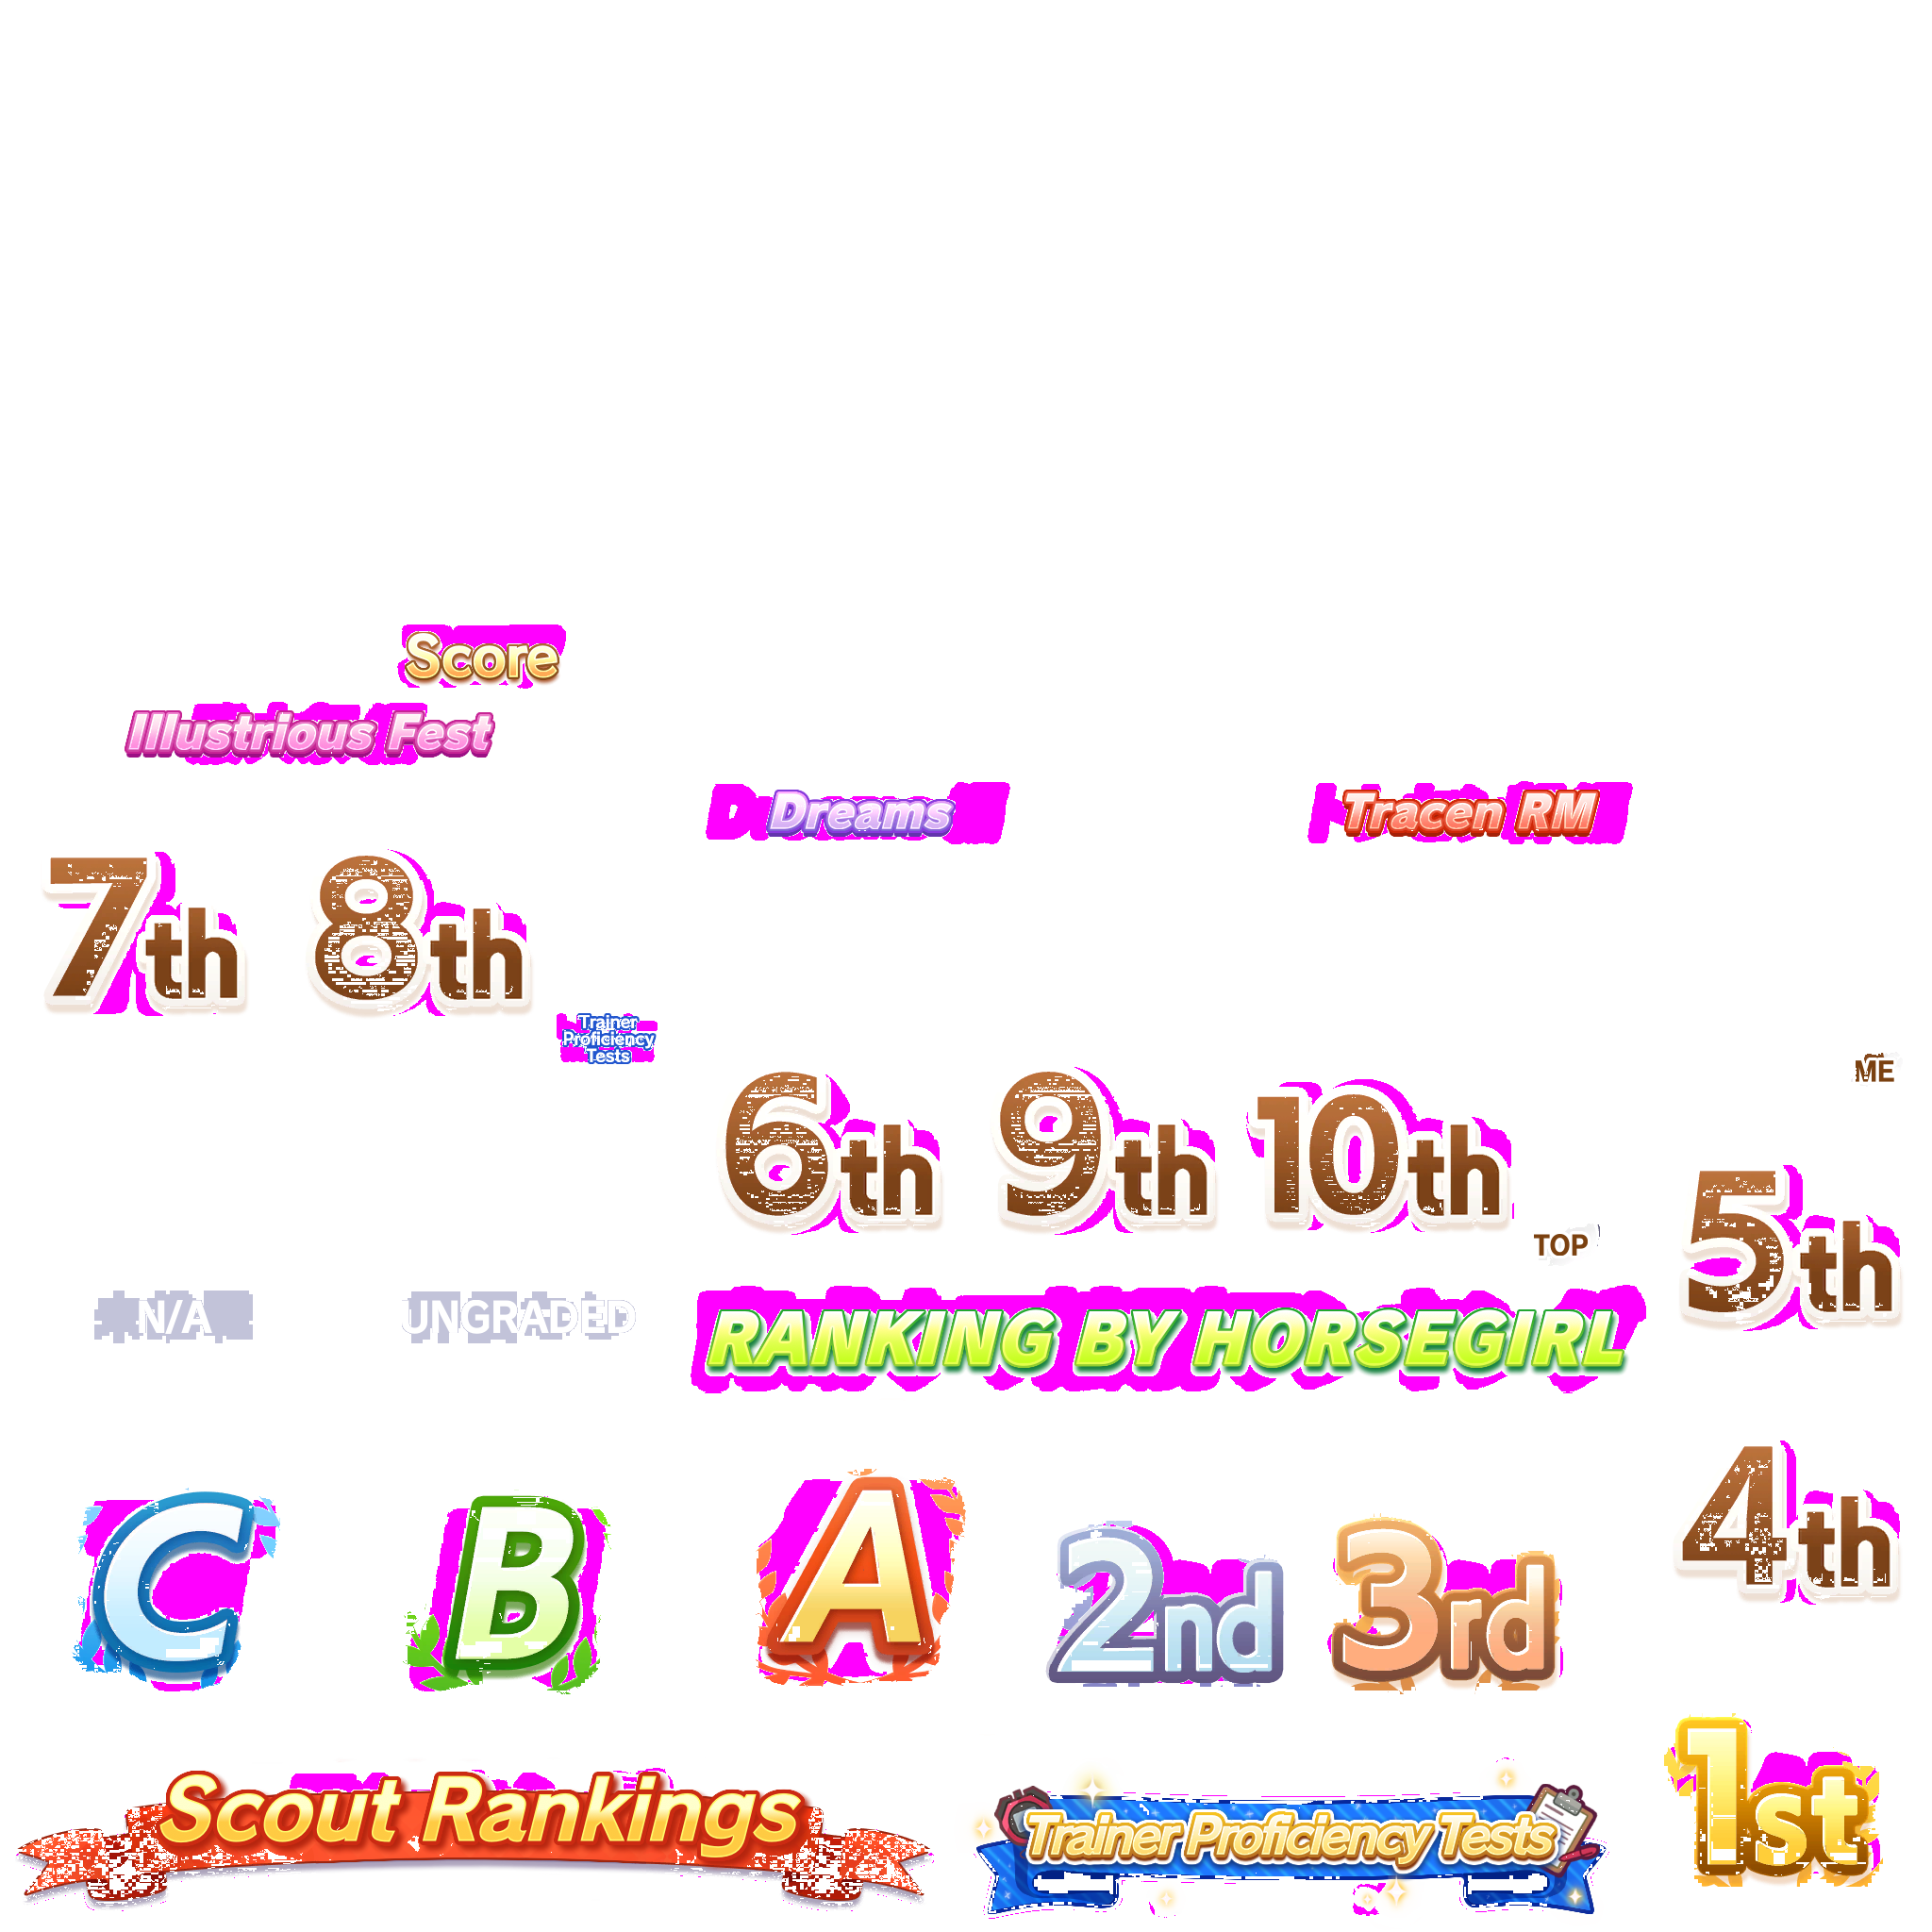 Score
Illustrious Fest
Dreams
Tracen RM
7th
8th
Trainer
Proficiency
Tests
ME
6th
9th
10th
5th
TOP
N/A
UNGRADED
RANKING BY HORSEGIRL
4th
C
B
A
2nd
3rd
1st
Scout Rankings
Trainer Proficiency Tests